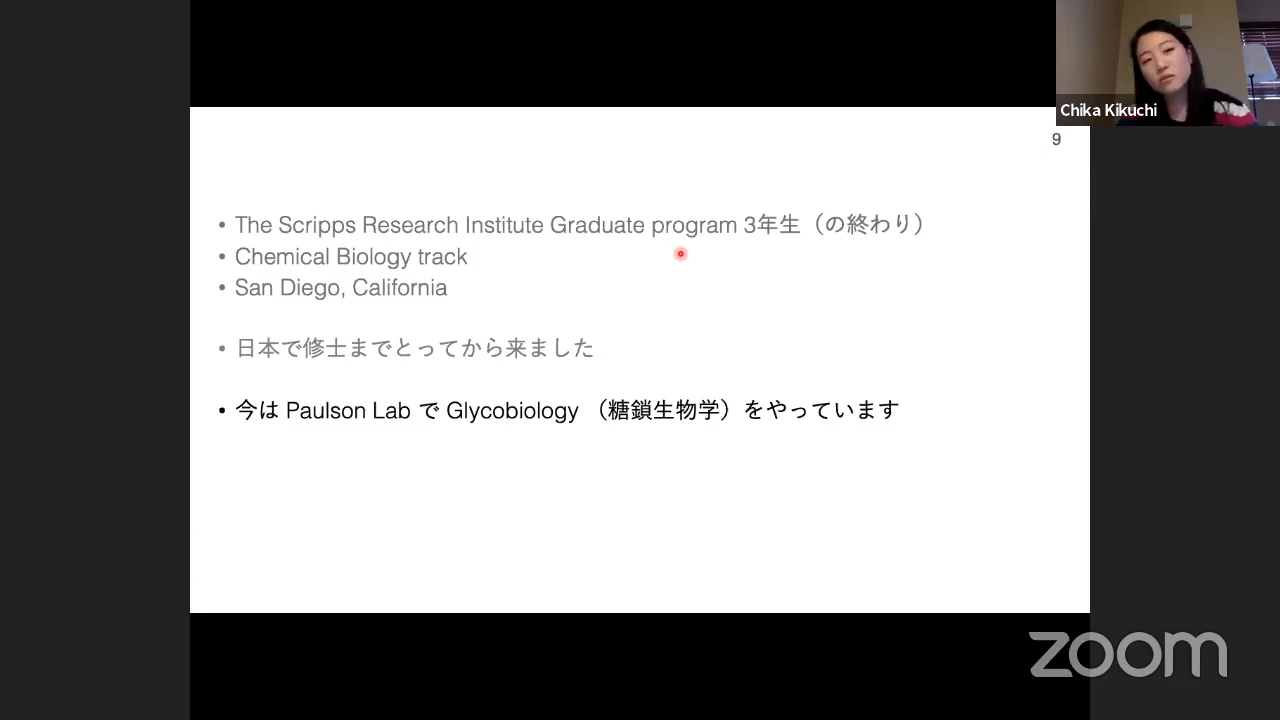 Chika Kikuchi
9
• The Scripps Research Institute Graduate program 3年生（の終わり）
• Chemical Biology track
• San Diego, California
• 日本で修士までとってから来ました
• 今は Paulson Lab で Glycobiology （糖鎖生物学）をやっています
zoom